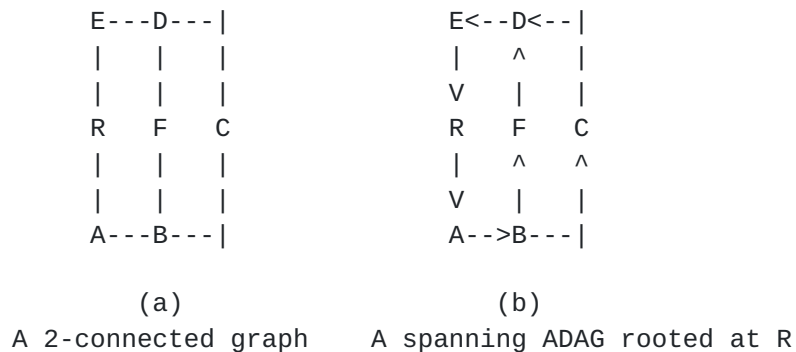 E---D---|     E<--D<--|
|   |   |     |   ^   |
|   |   |     V   |   |
R   F   C     R   F   C
|   |   |     |   ^   ^
|   |   |     V   |   |
A---B---|     A-->B---|
(a)     (b)
A 2-connected graph     A spanning ADAG rooted at R